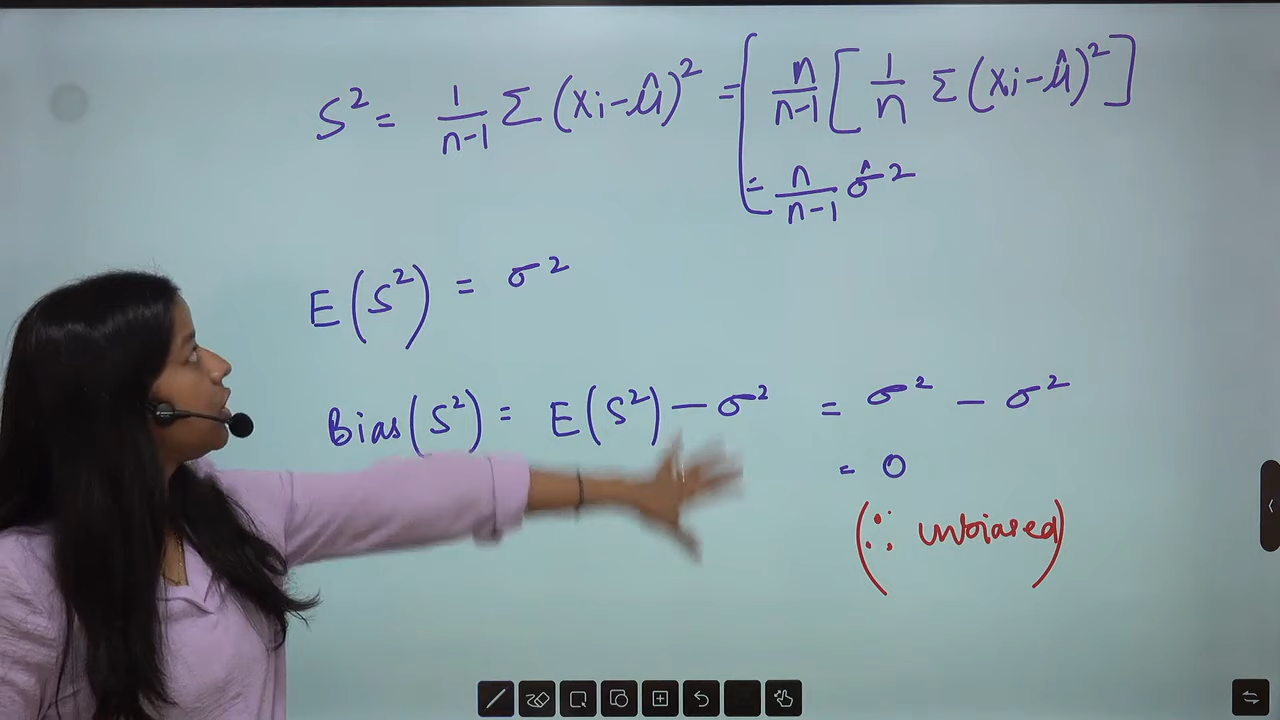 S² = 1/(n-1) Σ (xi - μ̂)² = [ n/(n-1) [ 1/n Σ (xi - μ̂)² ]
= n/(n-1) σ̂²
E(S²) = σ²
Bias(S²) = E(S²) - σ² = σ² - σ²
= 0
(∴ unbiased)